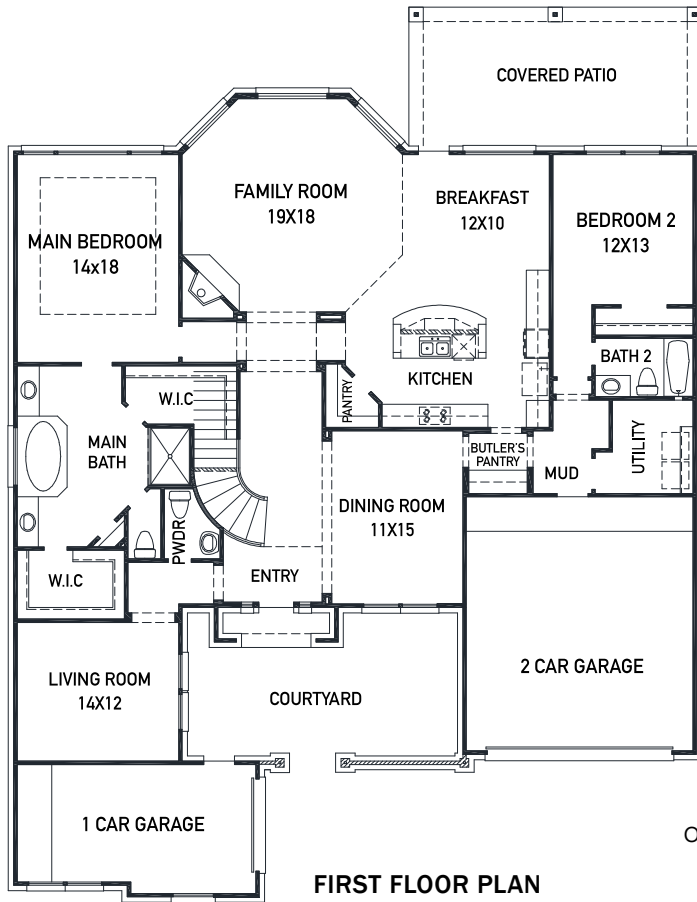 COVERED PATIO
FAMILY ROOM
19X18
BREAKFAST
12X10
BEDROOM 2
12X13
MAIN BEDROOM
14x18
BATH 2
KITCHEN
PANTRY
W.I.C
MAIN
BATH
BUTLER'S
PANTRY
MUD
UTILITY
DINING ROOM
11X15
PWDR
ENTRY
W.I.C
LIVING ROOM
14X12
COURTYARD
2 CAR GARAGE
1 CAR GARAGE
O
FIRST FLOOR PLAN